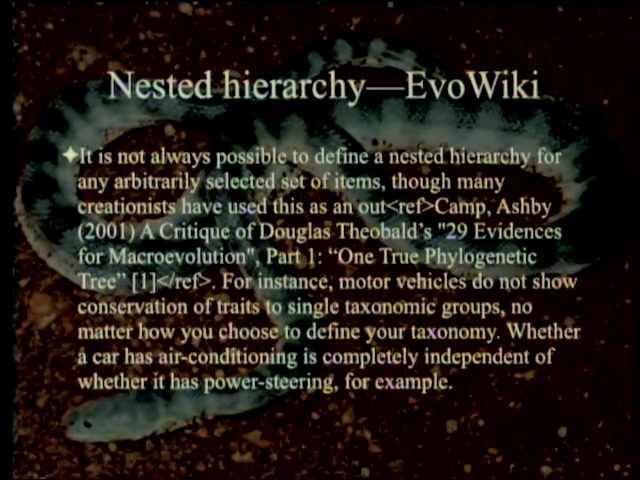 Nested hierarchy—EvoWiki
It is not always possible to define a nested hierarchy for
any arbitrarily selected set of items, though many
creationists have used this as an out<ref>Camp, Ashby
(2001) A Critique of Douglas Theobald's "29 Evidences
for Macroevolution", Part 1: “One True Phylogenetic
Tree” [1]</ref>. For instance, motor vehicles do not show
conservation of traits to single taxonomic groups, no
matter how you choose to define your taxonomy. Whether
a car has air-conditioning is completely independent of
whether it has power-steering, for example.